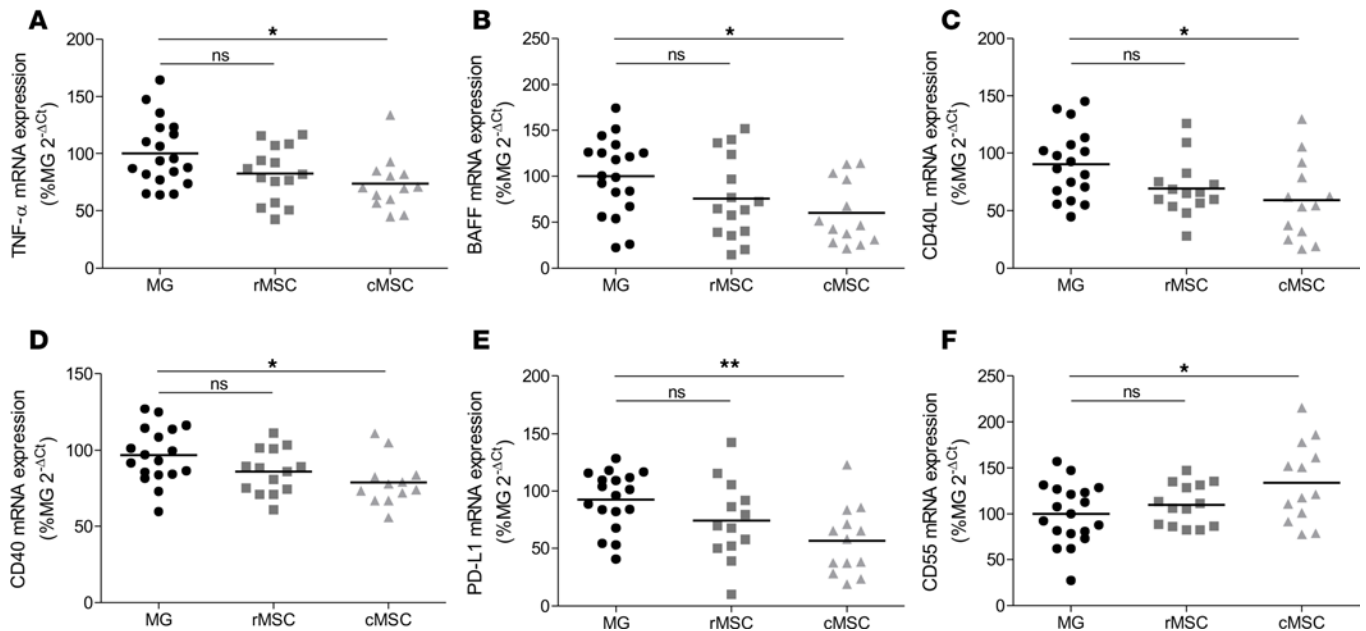 A
TNF-α mRNA expression
(%MG 2^-ΔCt)
200
150
100
50
0
*
ns
MG rMSC cMSC
B
BAFF mRNA expression
(%MG 2^-ΔCt)
250
200
150
100
50
0
*
ns
MG rMSC cMSC
C
CD40L mRNA expression
(%MG 2^-ΔCt)
200
150
100
50
0
*
ns
MG rMSC cMSC
D
CD40 mRNA expression
(%MG 2^-ΔCt)
150
100
50
0
*
ns
MG rMSC cMSC
E
PD-L1 mRNA expression
(%MG 2^-ΔCt)
200
150
100
50
0
**
ns
MG rMSC cMSC
F
CD55 mRNA expression
(%MG 2^-ΔCt)
250
200
150
100
50
0
*
ns
MG rMSC cMSC